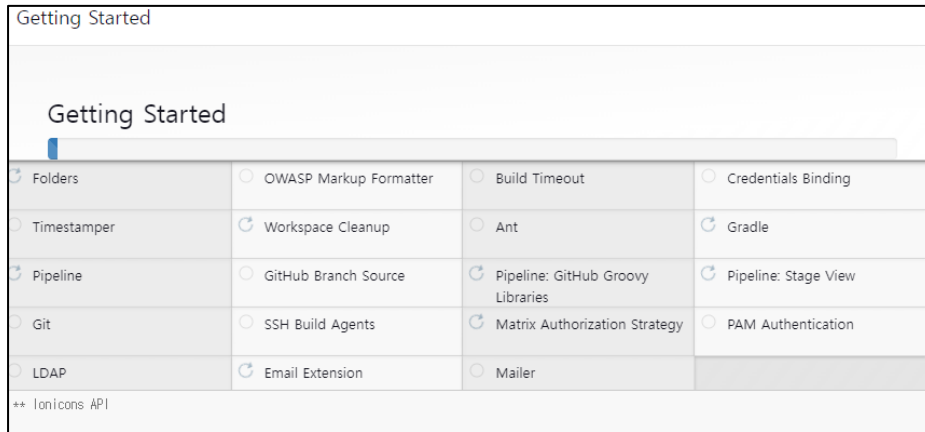 Getting Started
Getting Started
Folders
OWASP Markup Formatter
Build Timeout
Credentials Binding
Timestamper
Workspace Cleanup
Ant
Gradle
Pipeline
GitHub Branch Source
Pipeline: GitHub Groovy
Libraries
Pipeline: Stage View
Git
SSH Build Agents
Matrix Authorization Strategy
PAM Authentication
LDAP
Email Extension
Mailer
** Ionicons API